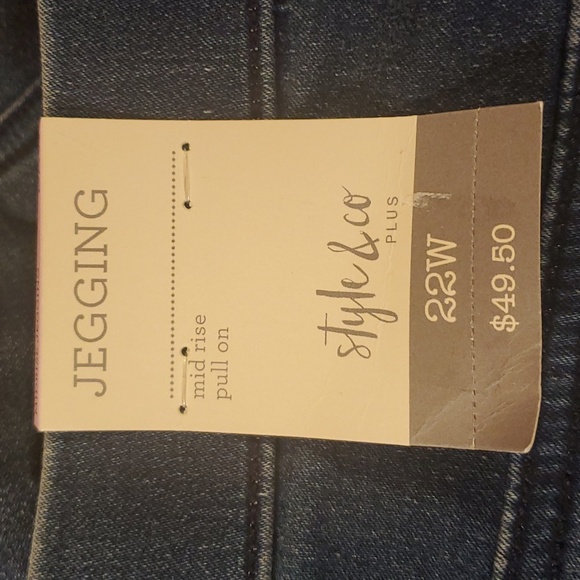 JEGGING
mid rise
pull on
style & co
PLUS
22W
$49.50